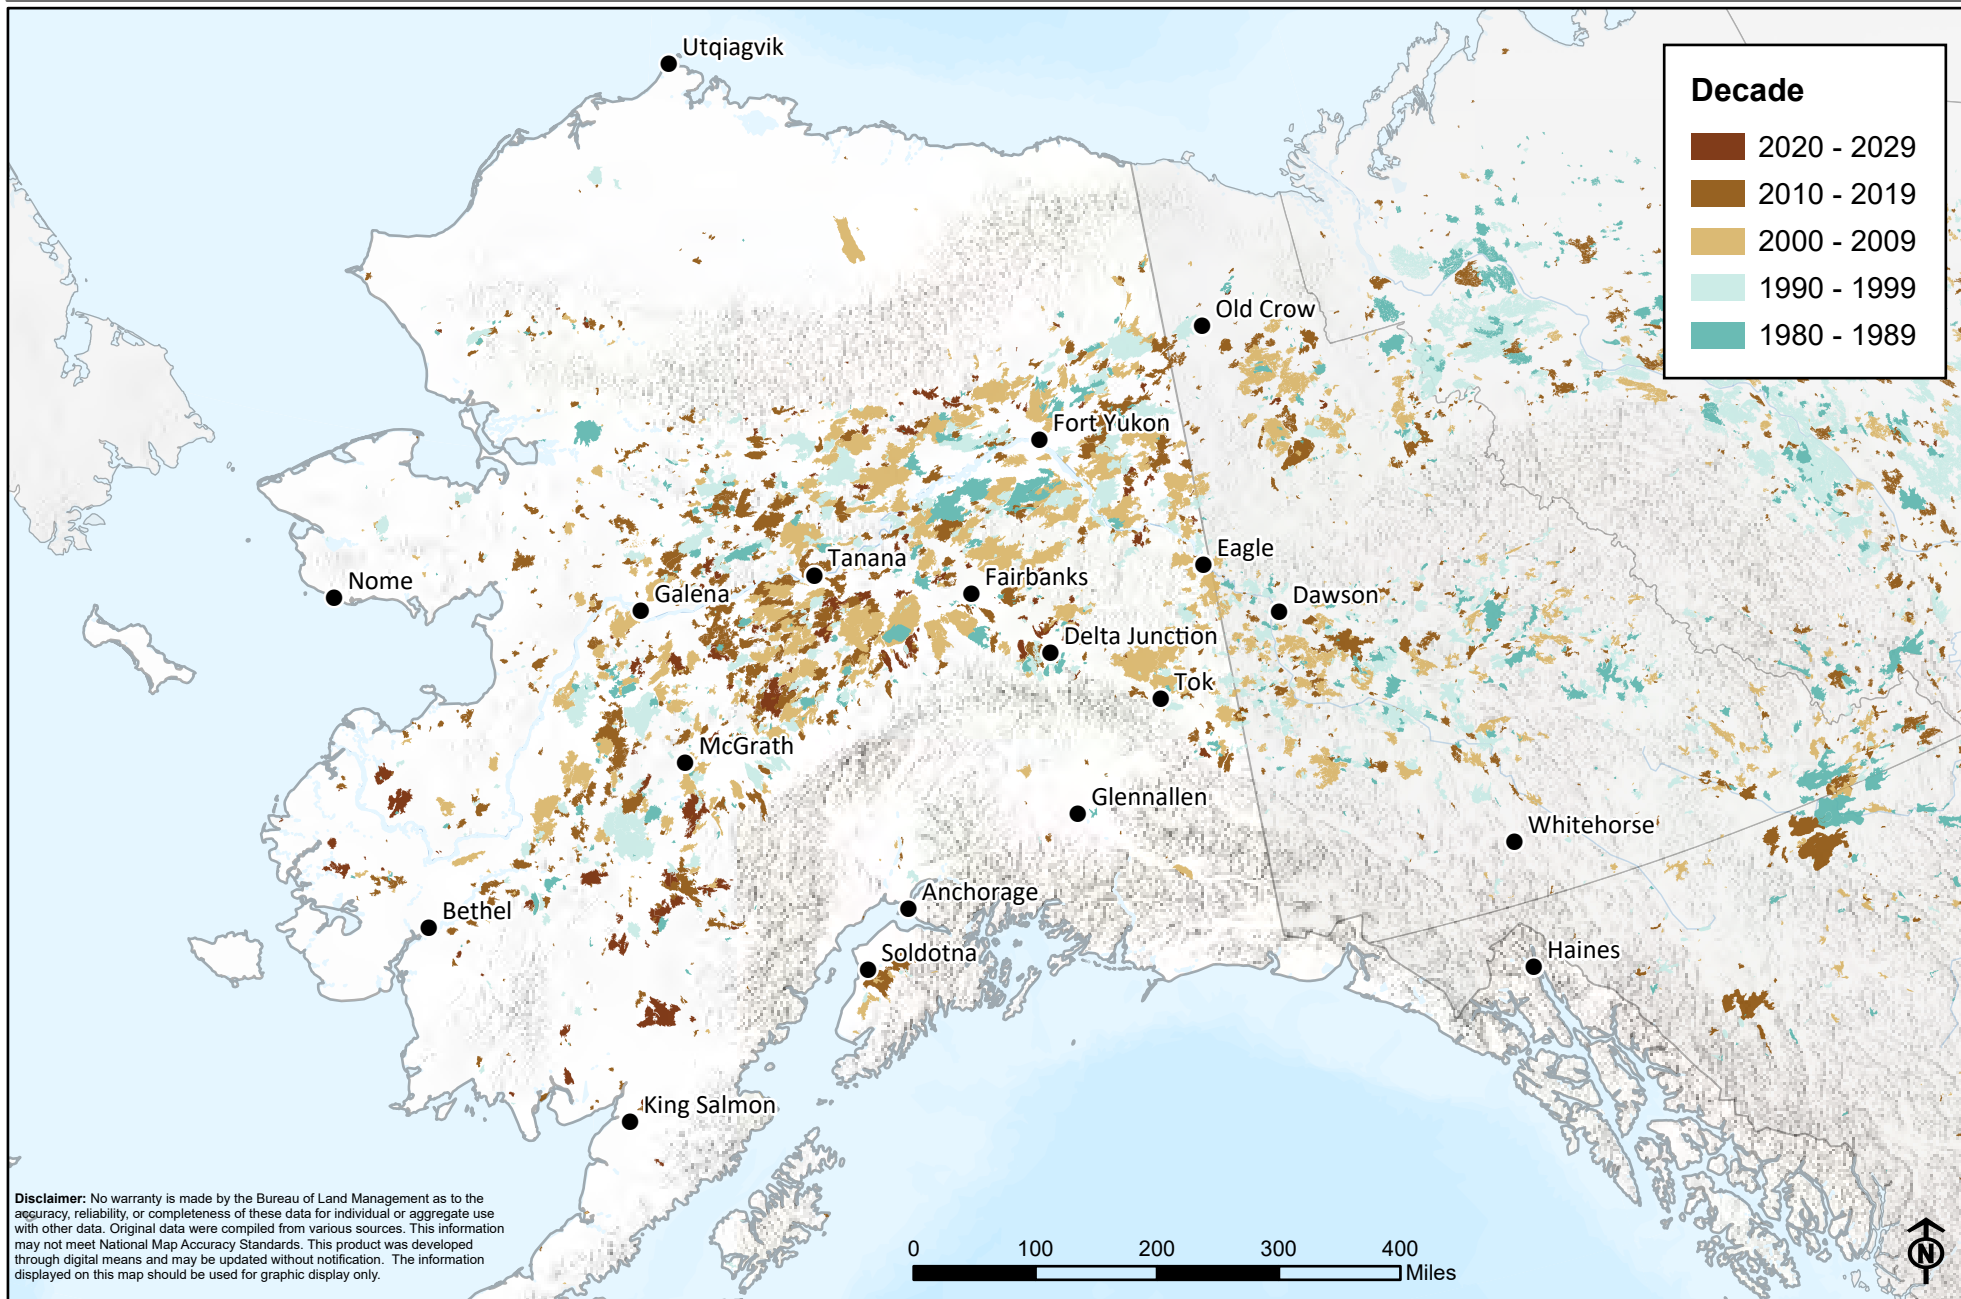 Utqiagvik
Decade
2020 - 2029
2010 - 2019
2000 - 2009
1990 - 1999
1980 - 1989
Old Crow
Fort Yukon
Eagle
Tanana
Fairbanks
Nome
Galena
Dawson
Delta Junction
Tok
McGrath
Glennallen
Whitehorse
Anchorage
Bethel
Soldotna
Haines
King Salmon
Disclaimer: No warranty is made by the Bureau of Land Management as to the
accuracy, reliability, or completeness of these data for individual or aggregate use
with other data. Original data were compiled from various sources. This information
may not meet National Map Accuracy Standards. This product was developed
through digital means and may be updated without notification. The information
displayed on this map should be used for graphic display only.
0 100 200 300 400
Miles
N